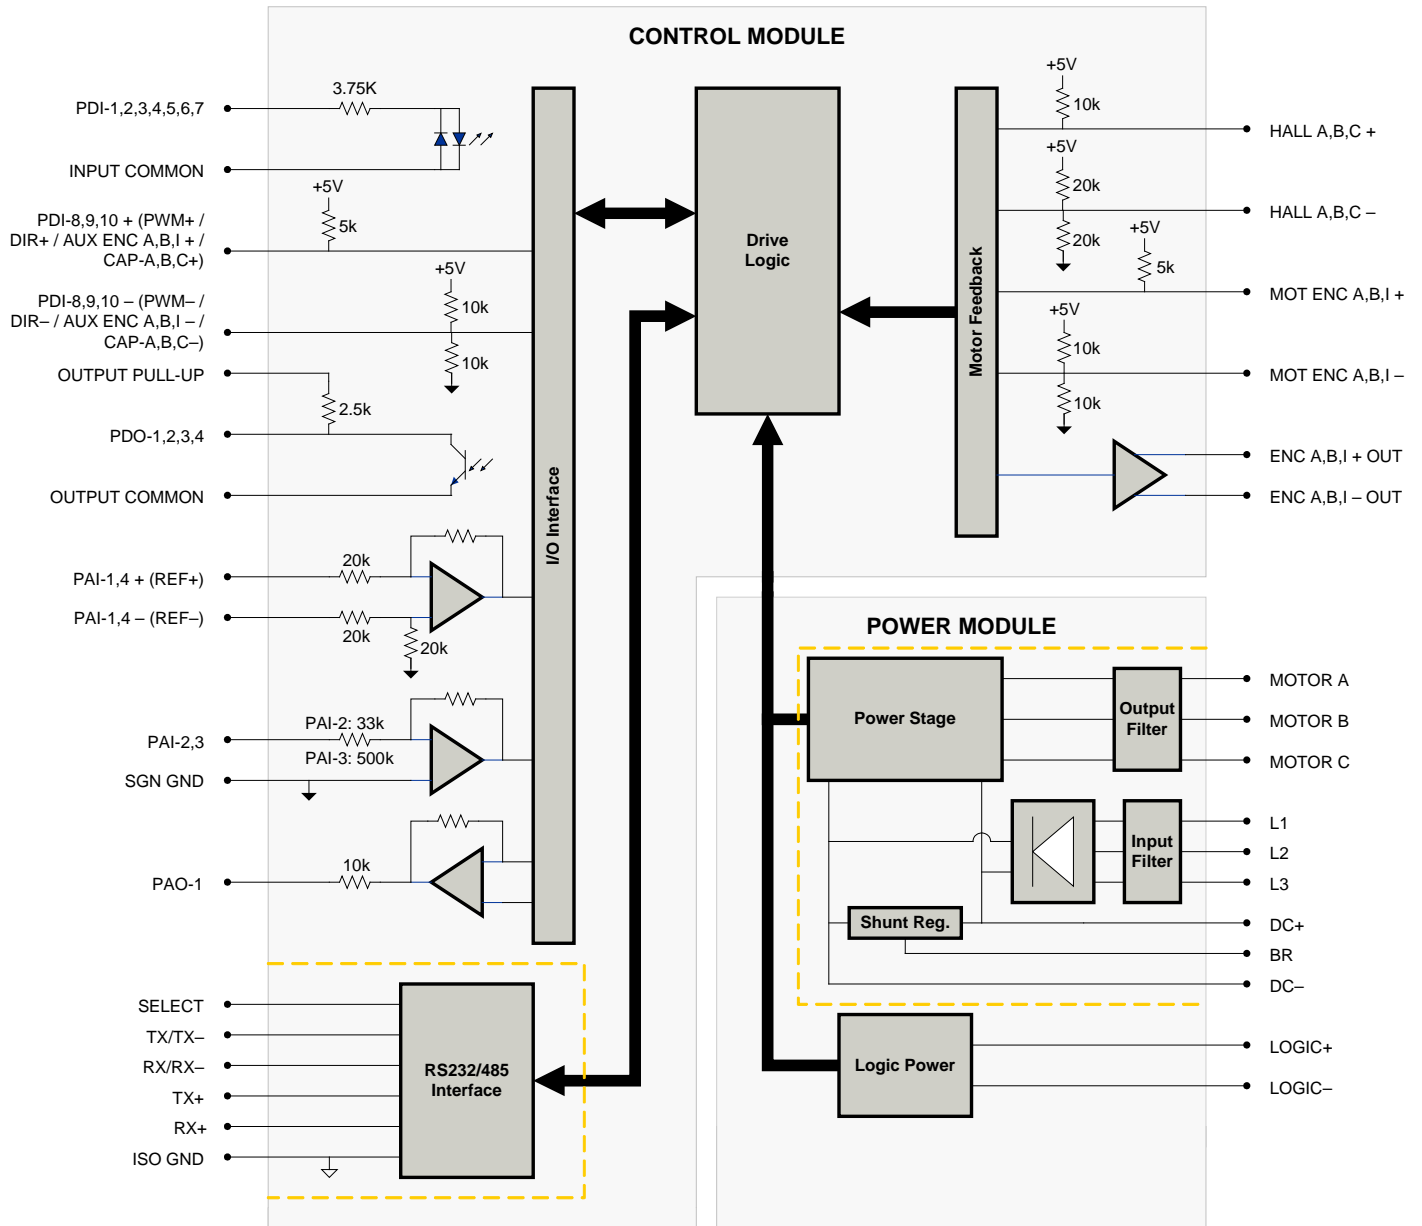 CONTROL MODULE
PDI-1,2,3,4,5,6,7
3.75K
INPUT COMMON
+5V
5k
PDI-8,9,10 + (PWM+ /
DIR+ / AUX ENC A,B,I + /
CAP-A,B,C+)
+5V
10k
PDI-8,9,10 – (PWM– /
DIR– / AUX ENC A,B,I – /
CAP-A,B,C–)
10k
OUTPUT PULL-UP
2.5k
PDO-1,2,3,4
OUTPUT COMMON
PAI-1,4 + (REF+)
20k
PAI-1,4 – (REF–)
20k
20k
PAI-2: 33k
PAI-2,3
PAI-3: 500k
SGN GND
10k
PAO-1
I/O Interface
SELECT
TX/TX–
RX/RX–
TX+
RX+
ISO GND
RS232/485
Interface
Drive
Logic
Motor Feedback
+5V
10k
HALL A,B,C +
+5V
20k
HALL A,B,C –
20k
+5V
5k
MOT ENC A,B,I +
+5V
10k
MOT ENC A,B,I –
10k
ENC A,B,I + OUT
ENC A,B,I – OUT
POWER MODULE
Power Stage
Output
Filter
MOTOR A
MOTOR B
MOTOR C
Input
Filter
L1
L2
L3
Shunt Reg.
DC+
BR
DC–
Logic Power
LOGIC+
LOGIC–